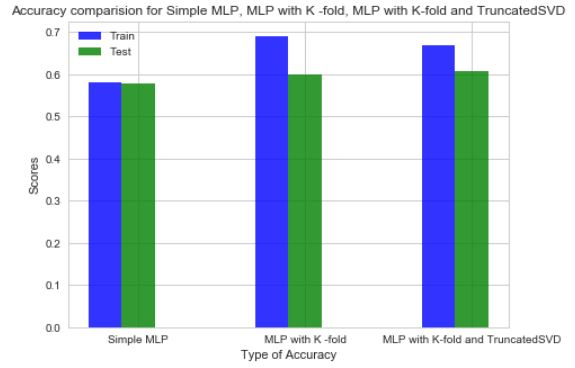 Accuracy comparision for Simple MLP, MLP with K -fold, MLP with K-fold and TruncatedSVD
Train
Test
0.7
0.6
0.5
0.4
0.3
0.2
0.1
0.0
Scores
Simple MLP MLP with K -fold MLP with K-fold and TruncatedSVD
Type of Accuracy